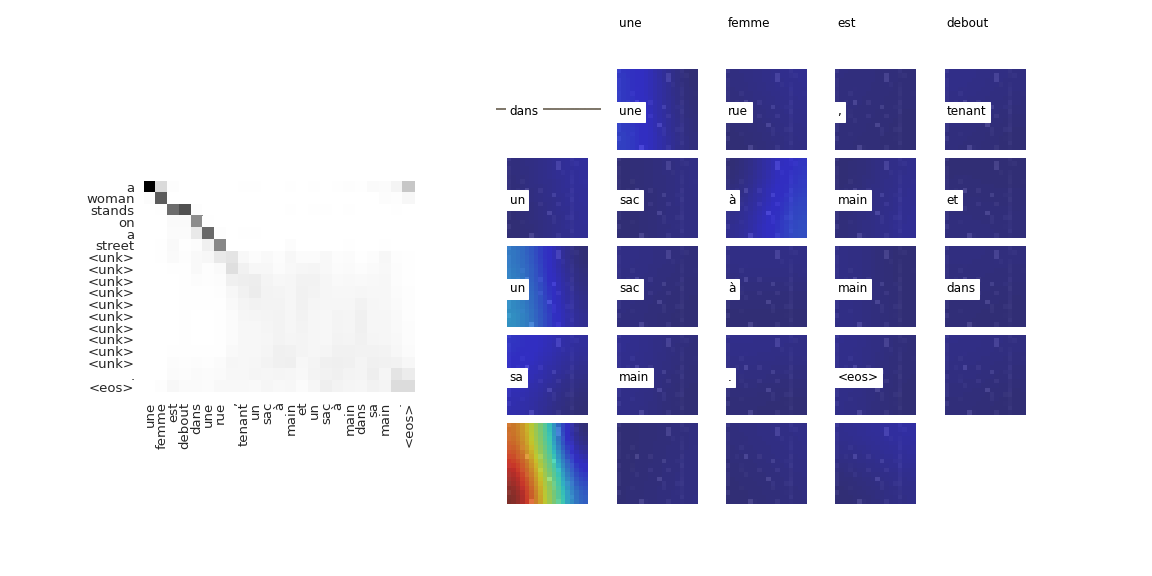 une femme est debout
dans une rue , tenant
un sac à main et
un sac à main dans
sa main . <eos>
a
woman
stands
on
a
street
<unk>
<unk>
<unk>
<unk>
<unk>
<unk>
<unk>
<unk>
<unk>
<unk>
.
<eos>
une
femme
est
debout
dans
une
rue
,
tenant
un
sac
à
main
et
un
sac
à
main
dans
sa
main
.
<eos>